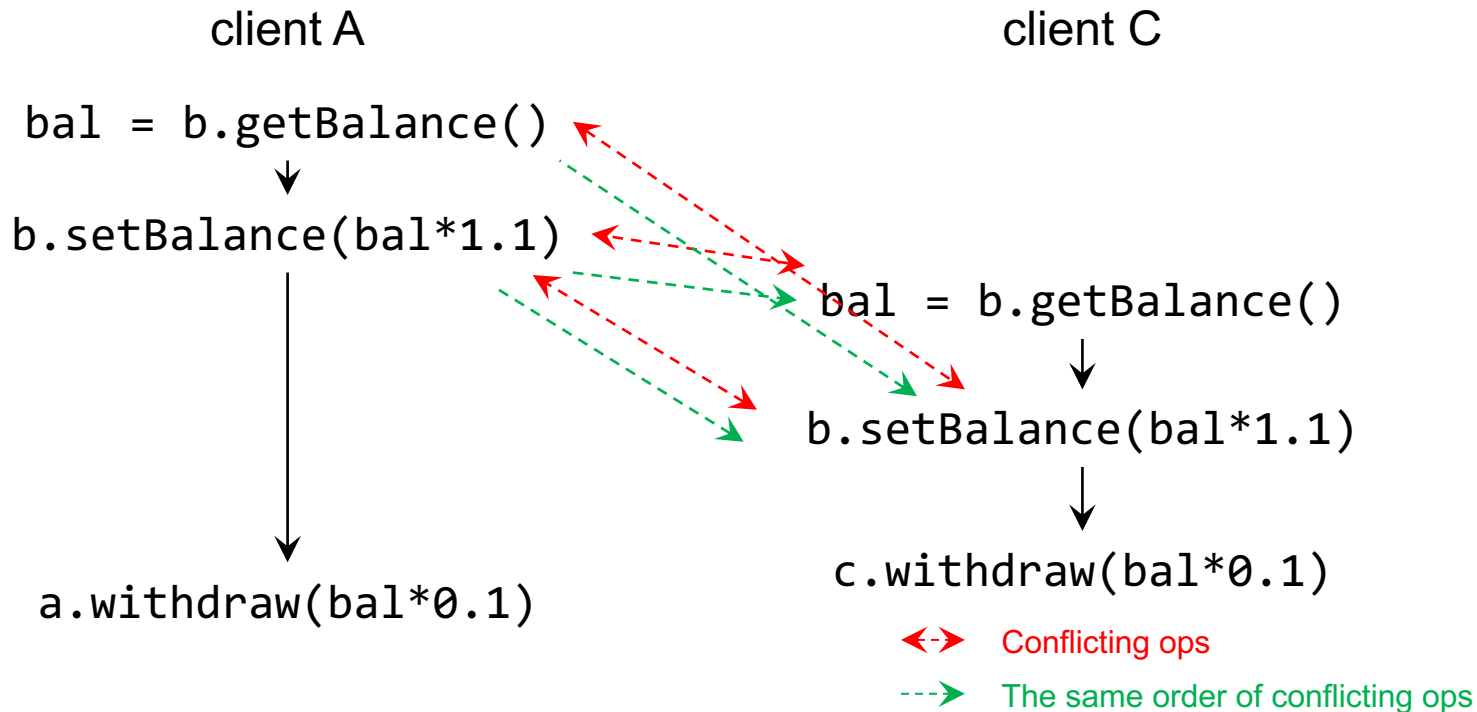 client A
client C
bal = b.getBalance()
b.setBalance(bal*1.1)
bal = b.getBalance()
b.setBalance(bal*1.1)
c.withdraw(bal*0.1)
a.withdraw(bal*0.1)
Conflicting ops
The same order of conflicting ops